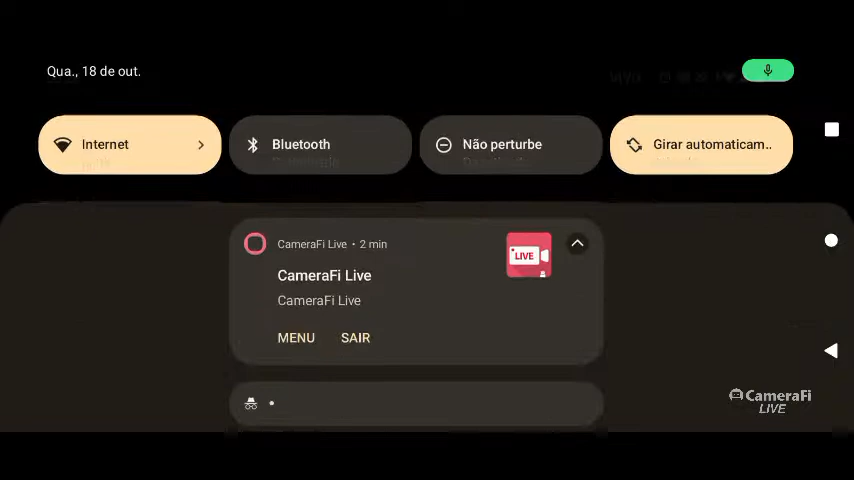 Qua., 18 de out.
Internet
Bluetooth
Não perturbe
Girar automaticam..
CameraFi Live • 2 min
LIVE
CameraFi Live
CameraFi Live
MENU SAIR
•
CameraFi
LIVE